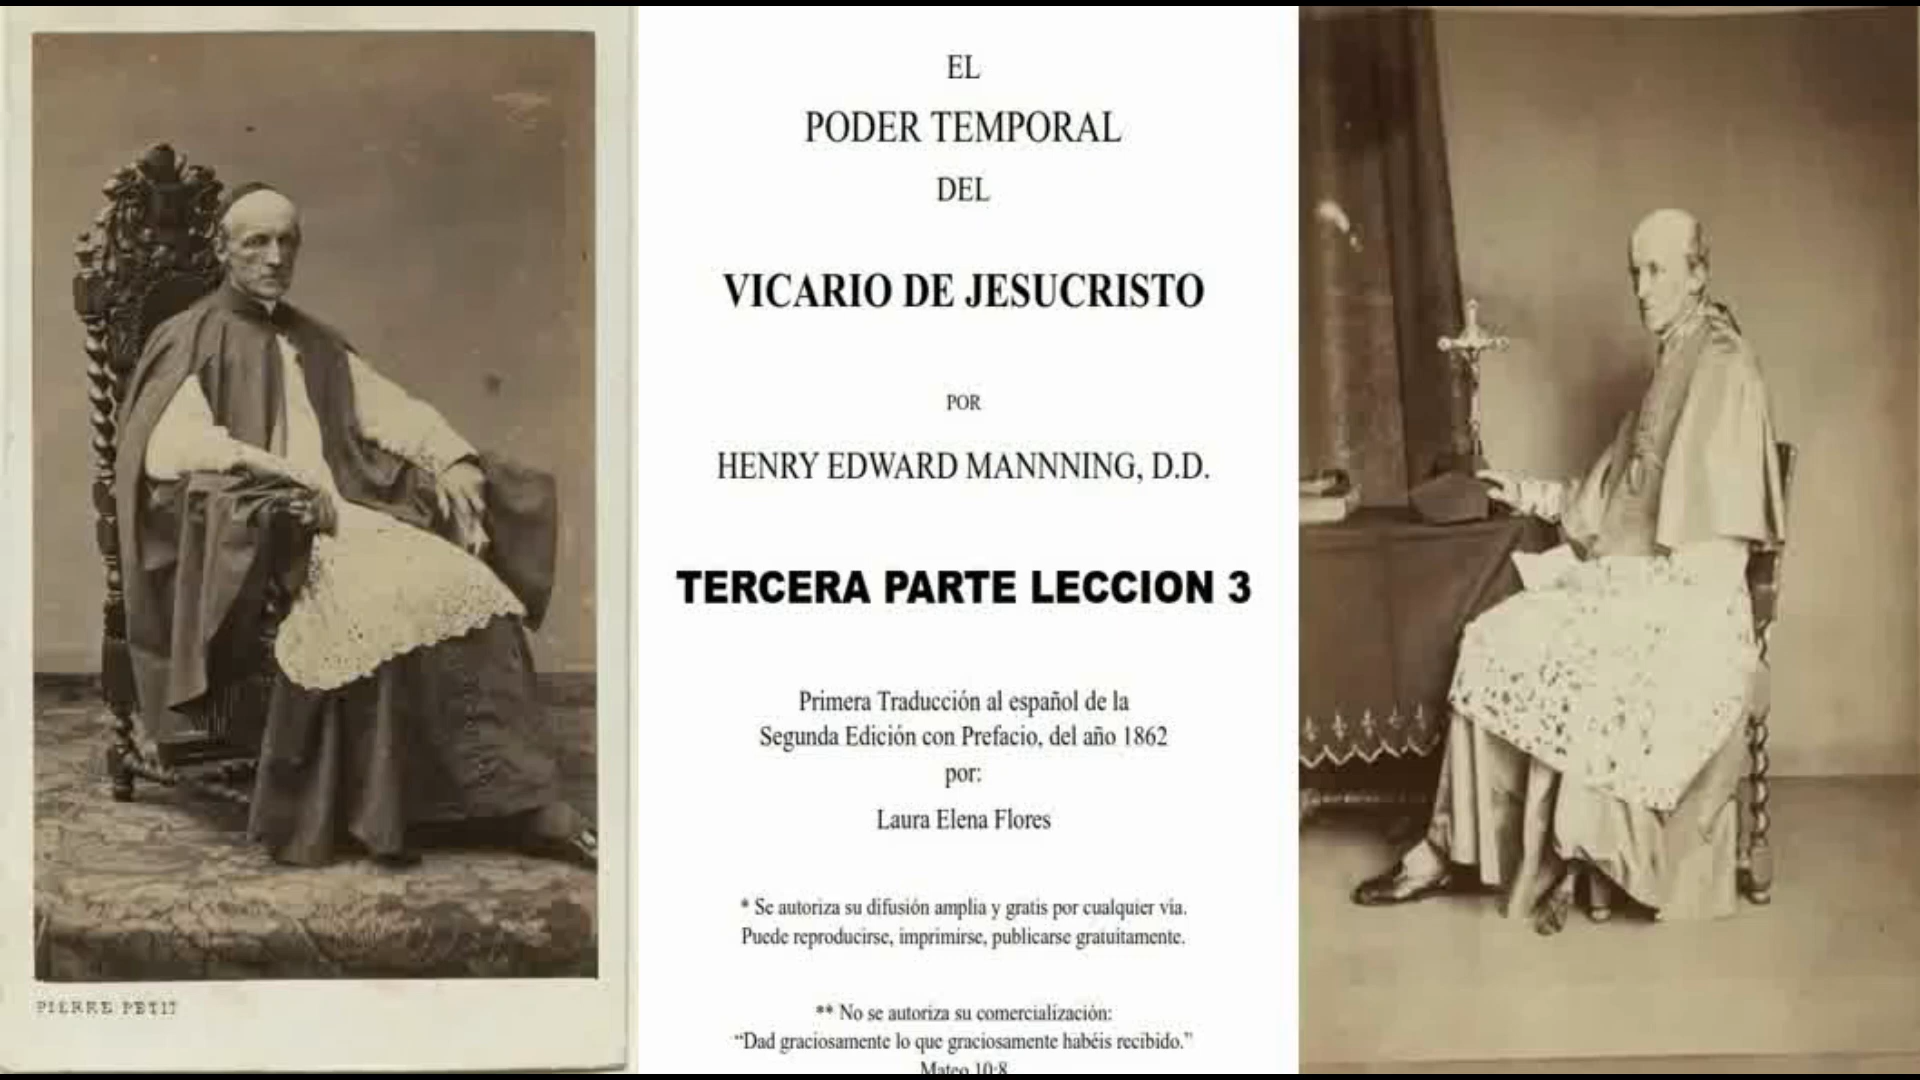 EL
PODER TEMPORAL
DEL
VICARIO DE JESUCRISTO
POR
HENRY EDWARD MANNNING, D.D.
TERCERA PARTE LECCION 3
Primera Traducción al español de la
Segunda Edición con Prefacio, del año 1862
por:
Laura Elena Flores
* Se autoriza su difusión amplia y gratis por cualquier vía.
Puede reproducirse, imprimirse, publicarse gratuitamente.
** No se autoriza su comercialización:
“Dad graciosamente lo que graciosamente habéis recibido.”
Mateo 10:8
PIERRE PETIT